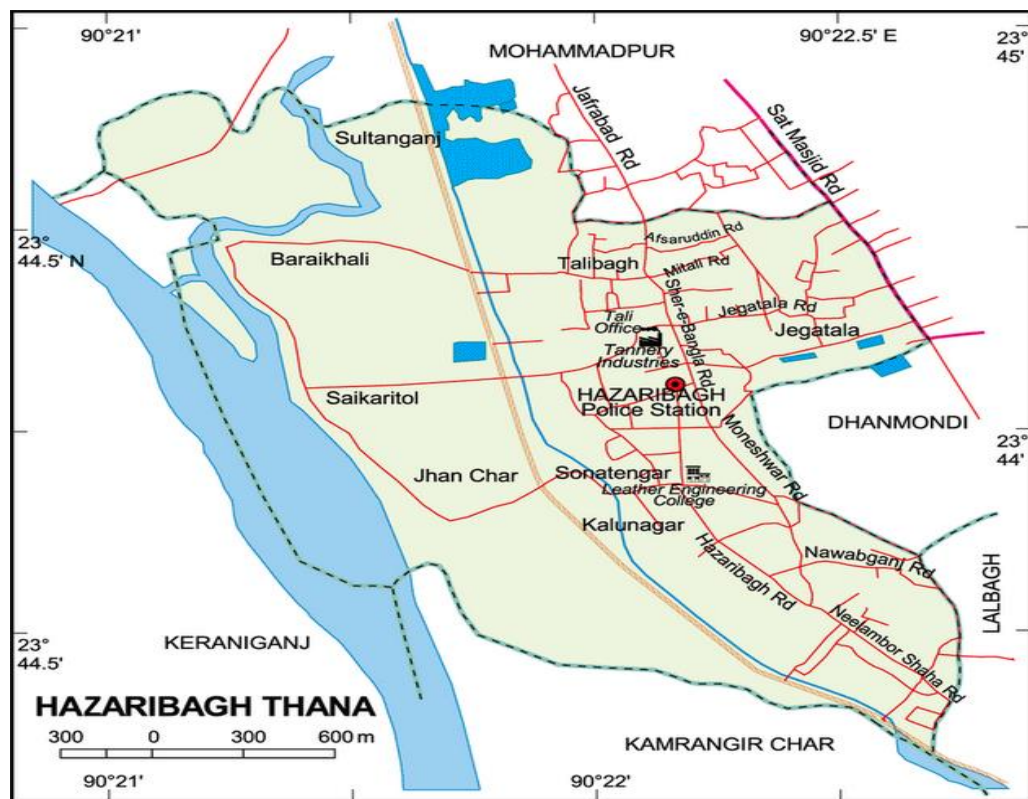 90°21'
90°22.5' E
23°
45'
MOHAMMADPUR
Jafrabad Rd
Sat Masjid Rd
Sultanganj
23°
44.5' N
Baraikhali
Afsaruddin Rd
Talibagh
Mitali Rd
Sher-e-Bangla Rd
Jegatala Rd
Jegatala
Tali
Office
Tannery
Industries
HAZARIBAGH
Police Station
Saikaritol
DHANMONDI
23°
44'
Moneshwar Rd
Jhan Char
Sonatengar
Leather Engineering
College
Kalunagar
Hazaribagh Rd
Nawabganj Rd
LALBAGH
Neelambor Shaha Rd
23°
44.5'
KERANIGANJ
HAZARIBAGH THANA
300 0 300 600 m
KAMRANGIR CHAR
90°21'
90°22'